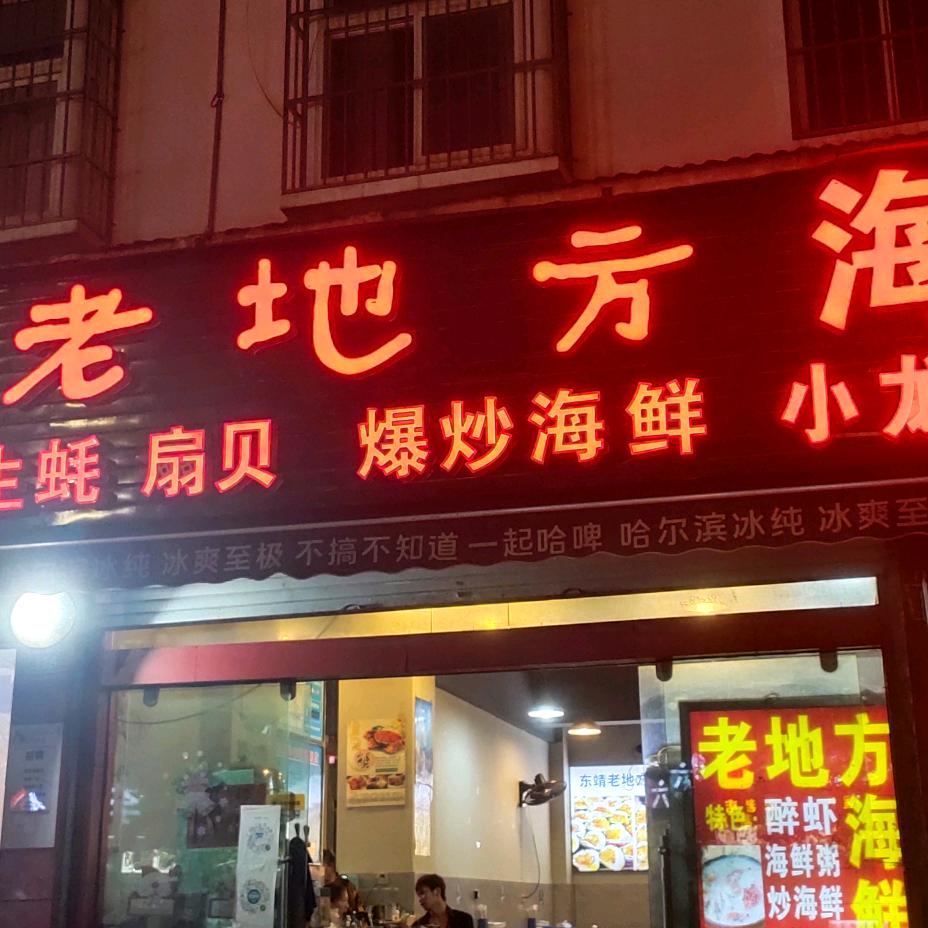 老地方海
生蚝 扇贝 爆炒海鲜 小龙
冰纯 冰爽至极 不搞不知道 一起哈啤 哈尔滨冰纯 冰爽至
东靖老地方
老地方
海鲜
特色:
醉虾
海鲜粥
炒海鲜